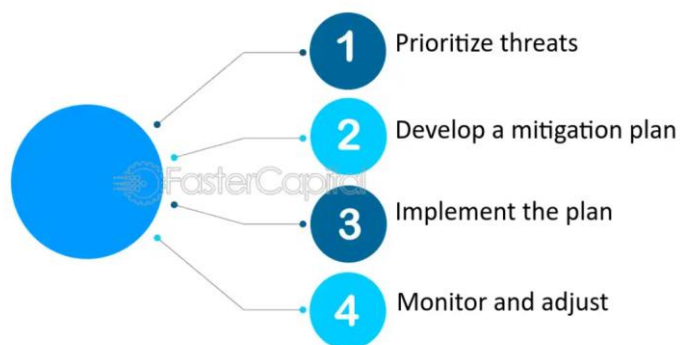 1 Prioritize threats
2 Develop a mitigation plan
FasterCapital
3 Implement the plan
4 Monitor and adjust